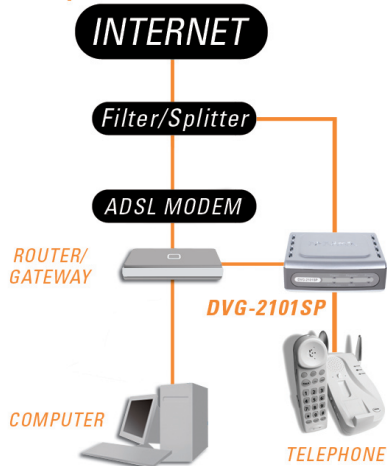 INTERNET
Filter/Splitter
ADSL MODEM
ROUTER/
GATEWAY
DVG-2101SP
COMPUTER
TELEPHONE